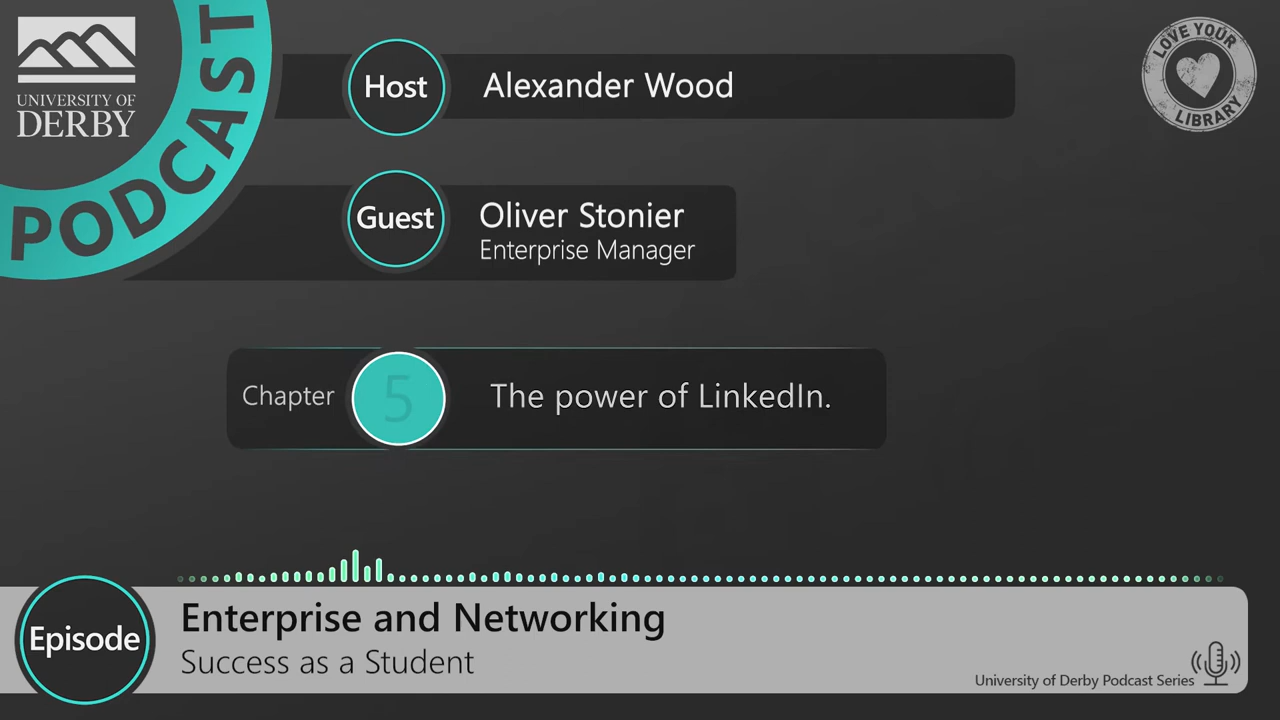 UNIVERSITY OF
DERBY
PODCAST
Host
Alexander Wood
LOVE YOUR
LIBRARY
Guest
Oliver Stonier
Enterprise Manager
Chapter
5
The power of LinkedIn.
Episode
Enterprise and Networking
Success as a Student
University of Derby Podcast Series